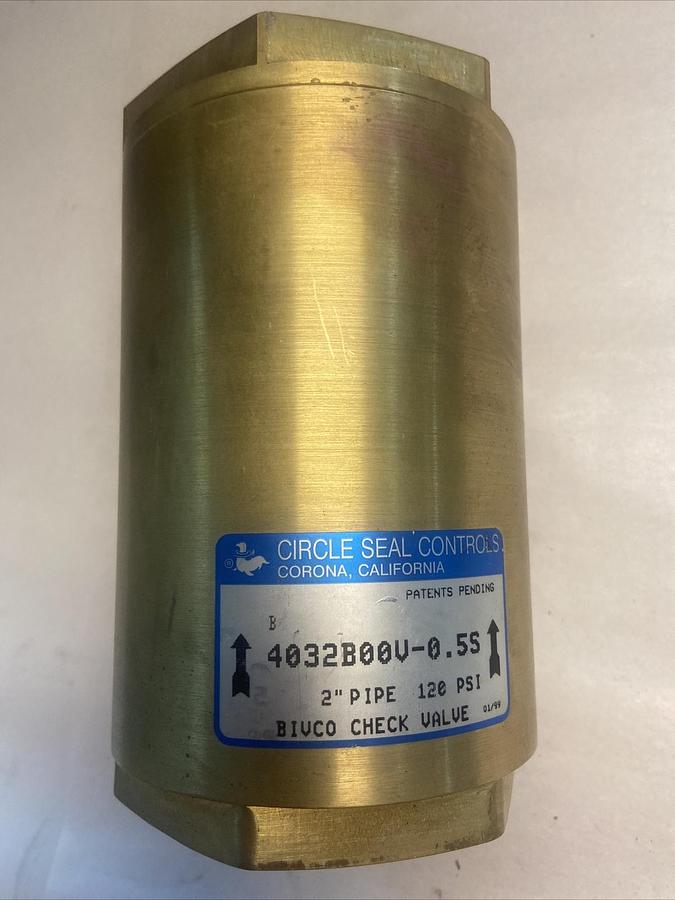 CIRCLE SEAL CONTROLS
CORONA, CALIFORNIA
PATENTS PENDING
B
4032B00V-0.5S
2" PIPE 120 PSI
BIVCO CHECK VALVE 01/99